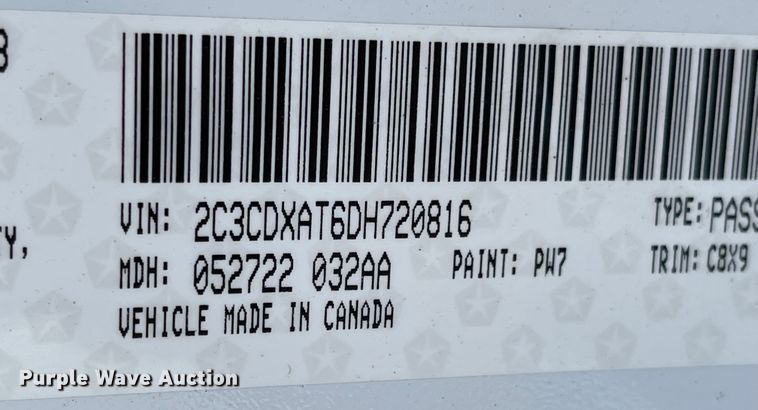 VIN: 2C3CDXAT6DH720816 TYPE: PASS
MDH: 052722 032AA PAINT: PW7 TRIM: C8X9
VEHICLE MADE IN CANADA
Purple Wave Auction